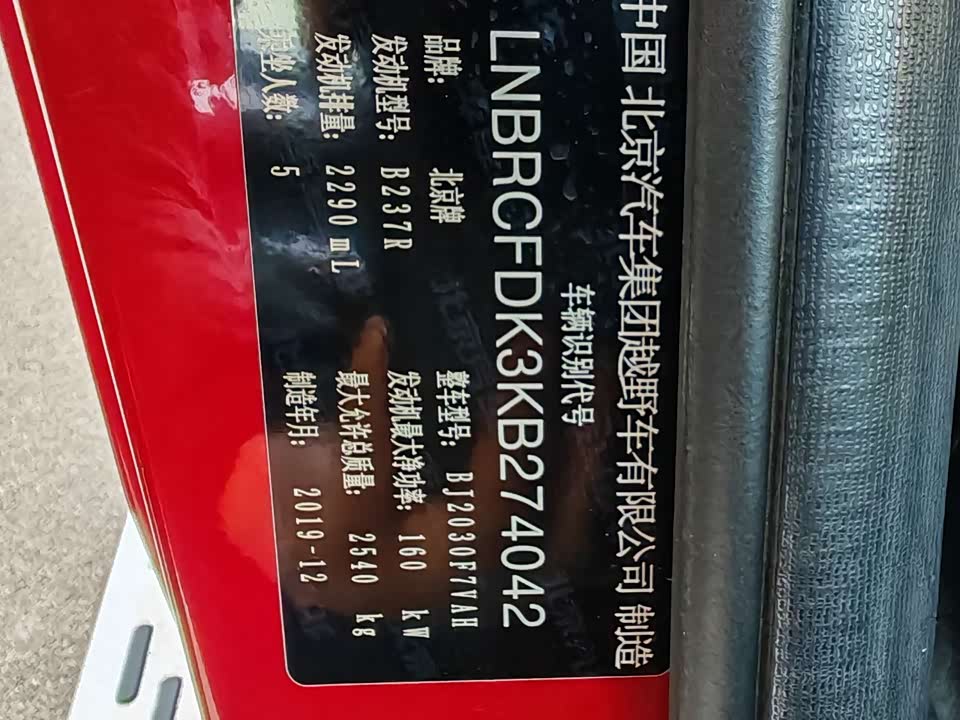 中国 北京汽车集团越野车有限公司 制造
车辆识别代号
LNBRCFDK3KB274042
品牌: 北京牌 整车型号: BJ2030F7VAH
发动机型号: B237R 发动机最大净功率: 160 kW
发动机排量: 2290 mL 最大允许总质量: 2540 kg
乘坐人数: 5 制造年月: 2019-12